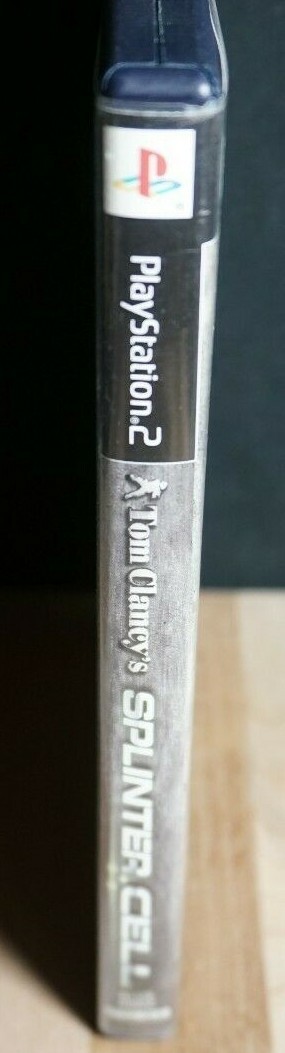 PlayStation®2
Tom Clancy's
SPLINTER CELL